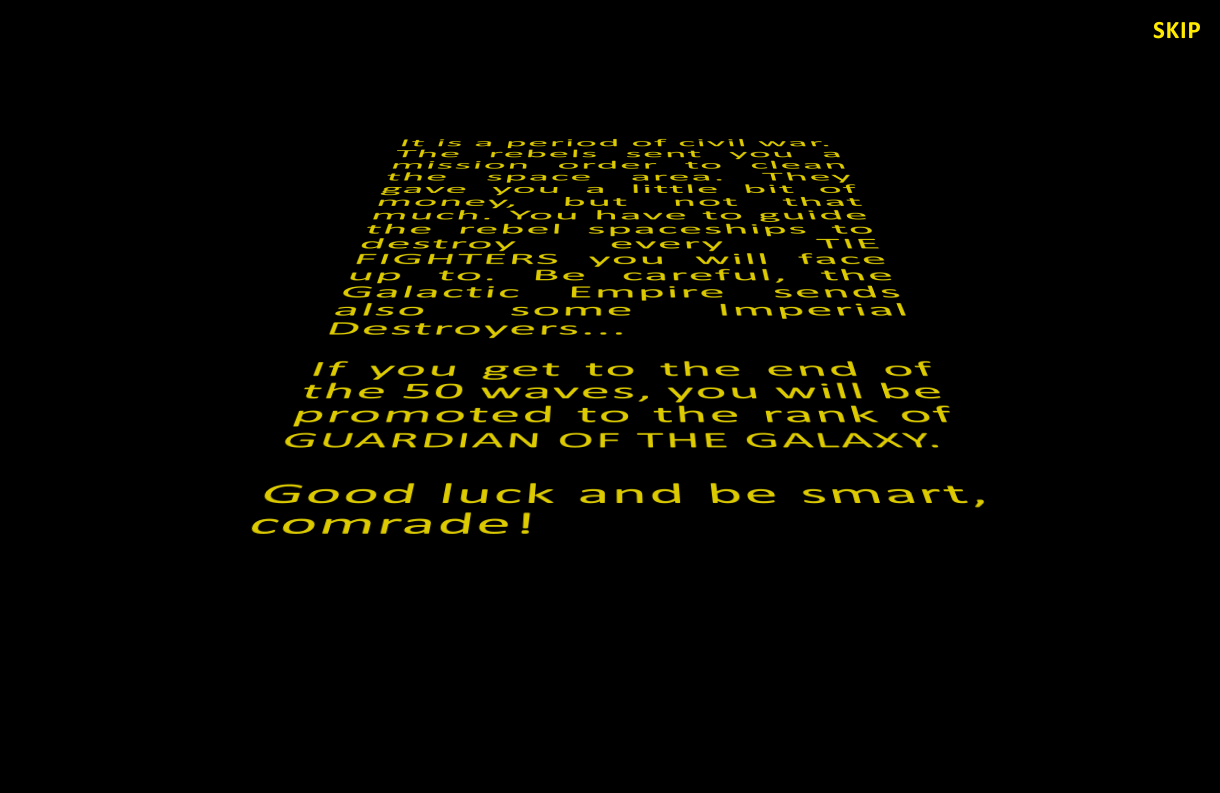 SKIP
It is a period of civil war.
The rebels sent you a
mission order to clean
the space area. They
gave you a little bit of
money, but not that
much. You have to guide
the rebel spaceships to
destroy every TIE
FIGHTERS you will face
up to. Be careful, the
Galactic Empire sends
also some Imperial
Destroyers...
If you get to the end of
the 50 waves, you will be
promoted to the rank of
GUARDIAN OF THE GALAXY.
Good luck and be smart,
comrade!